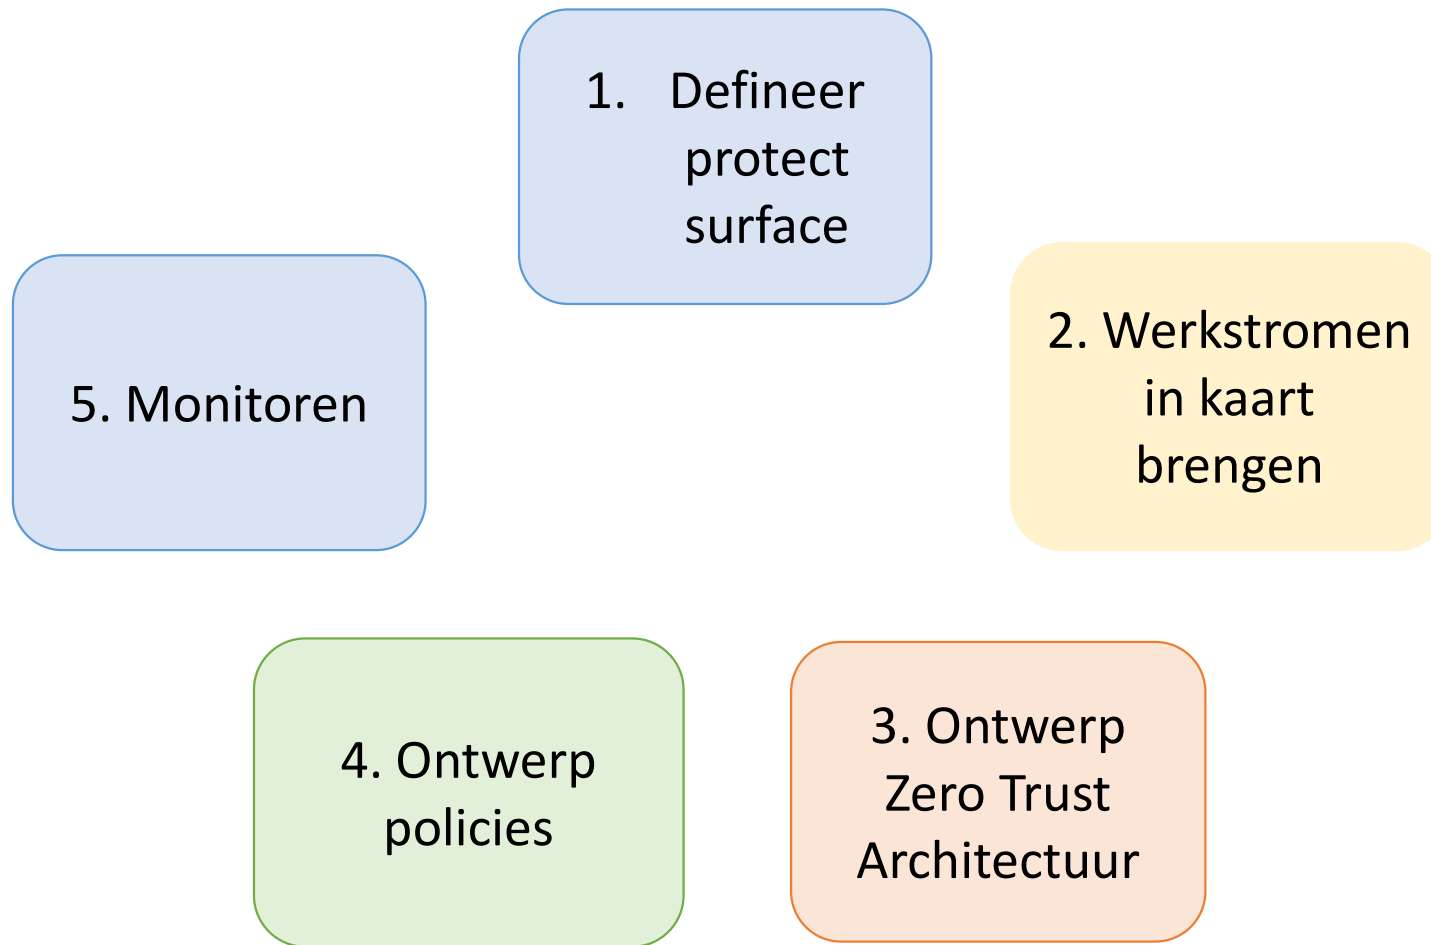 1. Defineer
protect
surface
2. Werkstromen
in kaart
brengen
3. Ontwerp
Zero Trust
Architectuur
4. Ontwerp
policies
5. Monitoren